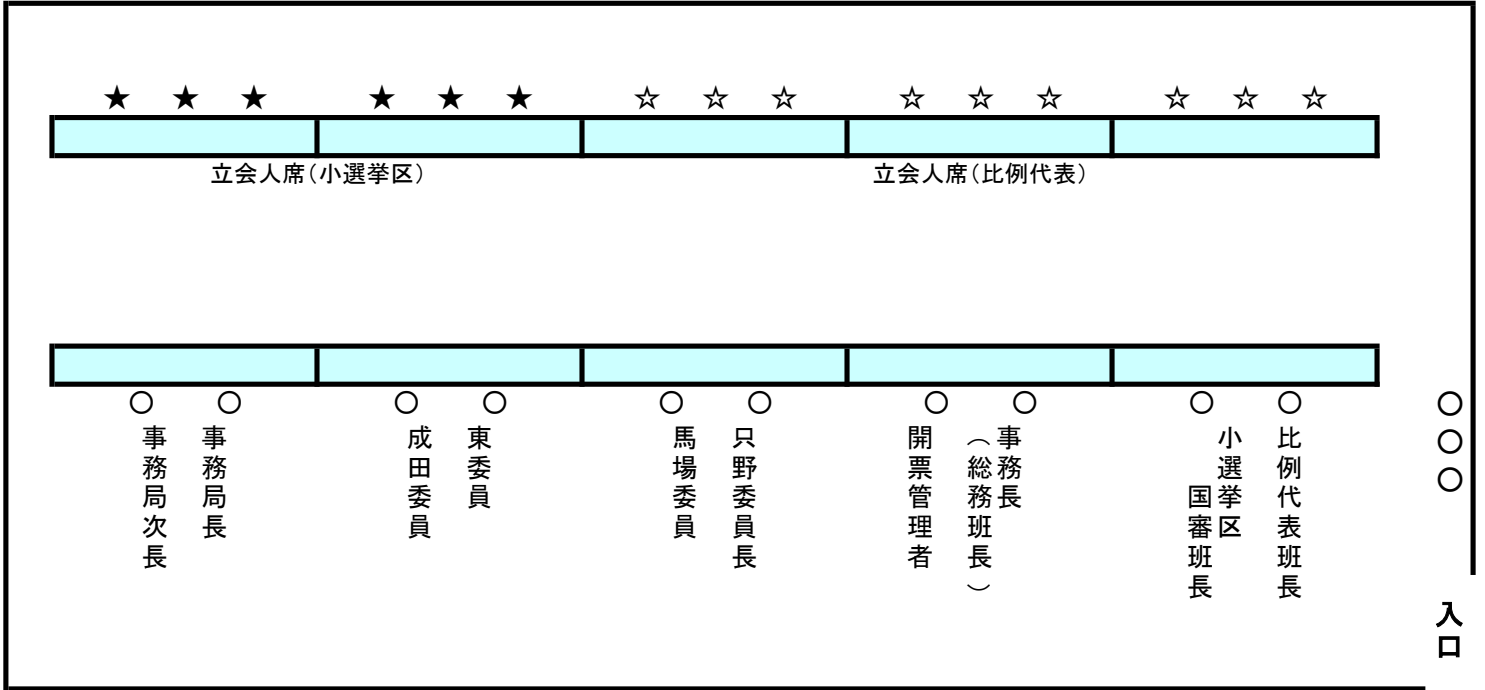 ★ ★ ★ ★ ★ ★ ☆ ☆ ☆ ☆ ☆ ☆ ☆ ☆ ☆
立会人席（小選挙区）
立会人席（比例代表）
○ ○ ○ ○ ○ ○ ○ ○ ○ ○
比例代表班長
小選挙区
国審班長
事務長
（総務班長）
開票管理者
只野委員長
馬場委員
東委員
成田委員
事務局長
事務局次長
○
○
○
入口